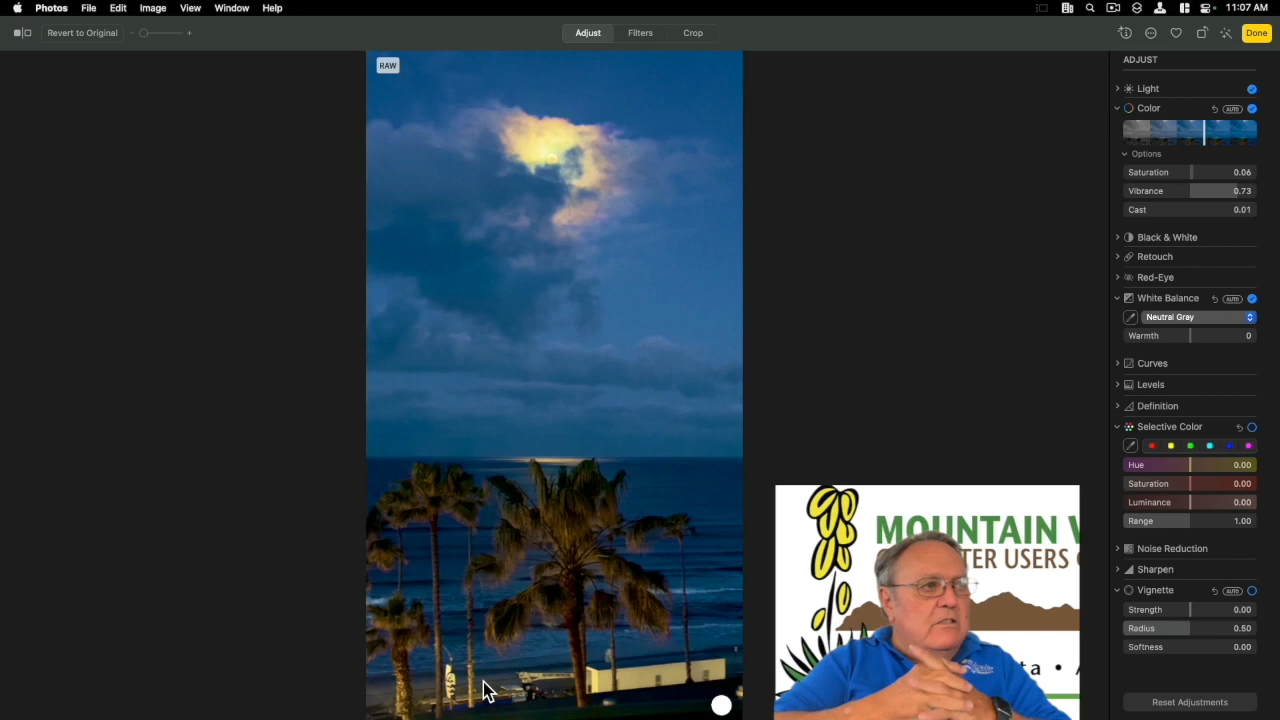 Photos File Edit Image View Window Help 11:07 AM
Revert to Original - + Adjust Filters Crop Done
RAW
ADJUST
Light
Color AUTO
Options
Saturation 0.06
Vibrance 0.73
Cast 0.01
Black & White
Retouch
Red-Eye
White Balance AUTO
Neutral Gray
Warmth 0
Curves
Levels
Definition
Selective Color
Hue 0.00
Saturation 0.00
Luminance 0.00
Range 1.00
Noise Reduction
Sharpen
Vignette AUTO
Strength 0.00
Radius 0.50
Softness 0.00
Reset Adjustments
MOUNTAIN
TER USERS
ta • A